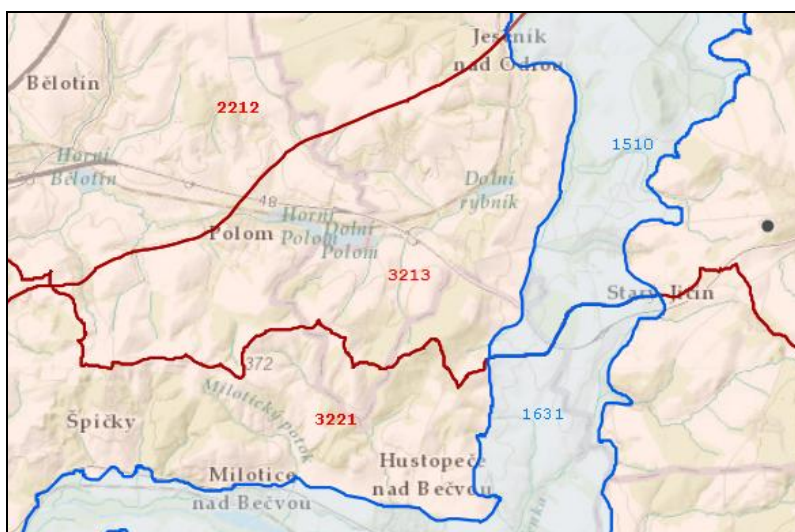 Jeseník
nad Odrou
Bělotín
2212
1510
Horní
Bělotín
Dolní
rybník
48
Horní
Polom
Dolní
Polom
Polom
3213
Starý Jičín
372
Milotický potok
Špičky
3221
1631
Hustopeče
nad Bečvou
Milotice
nad Bečvou